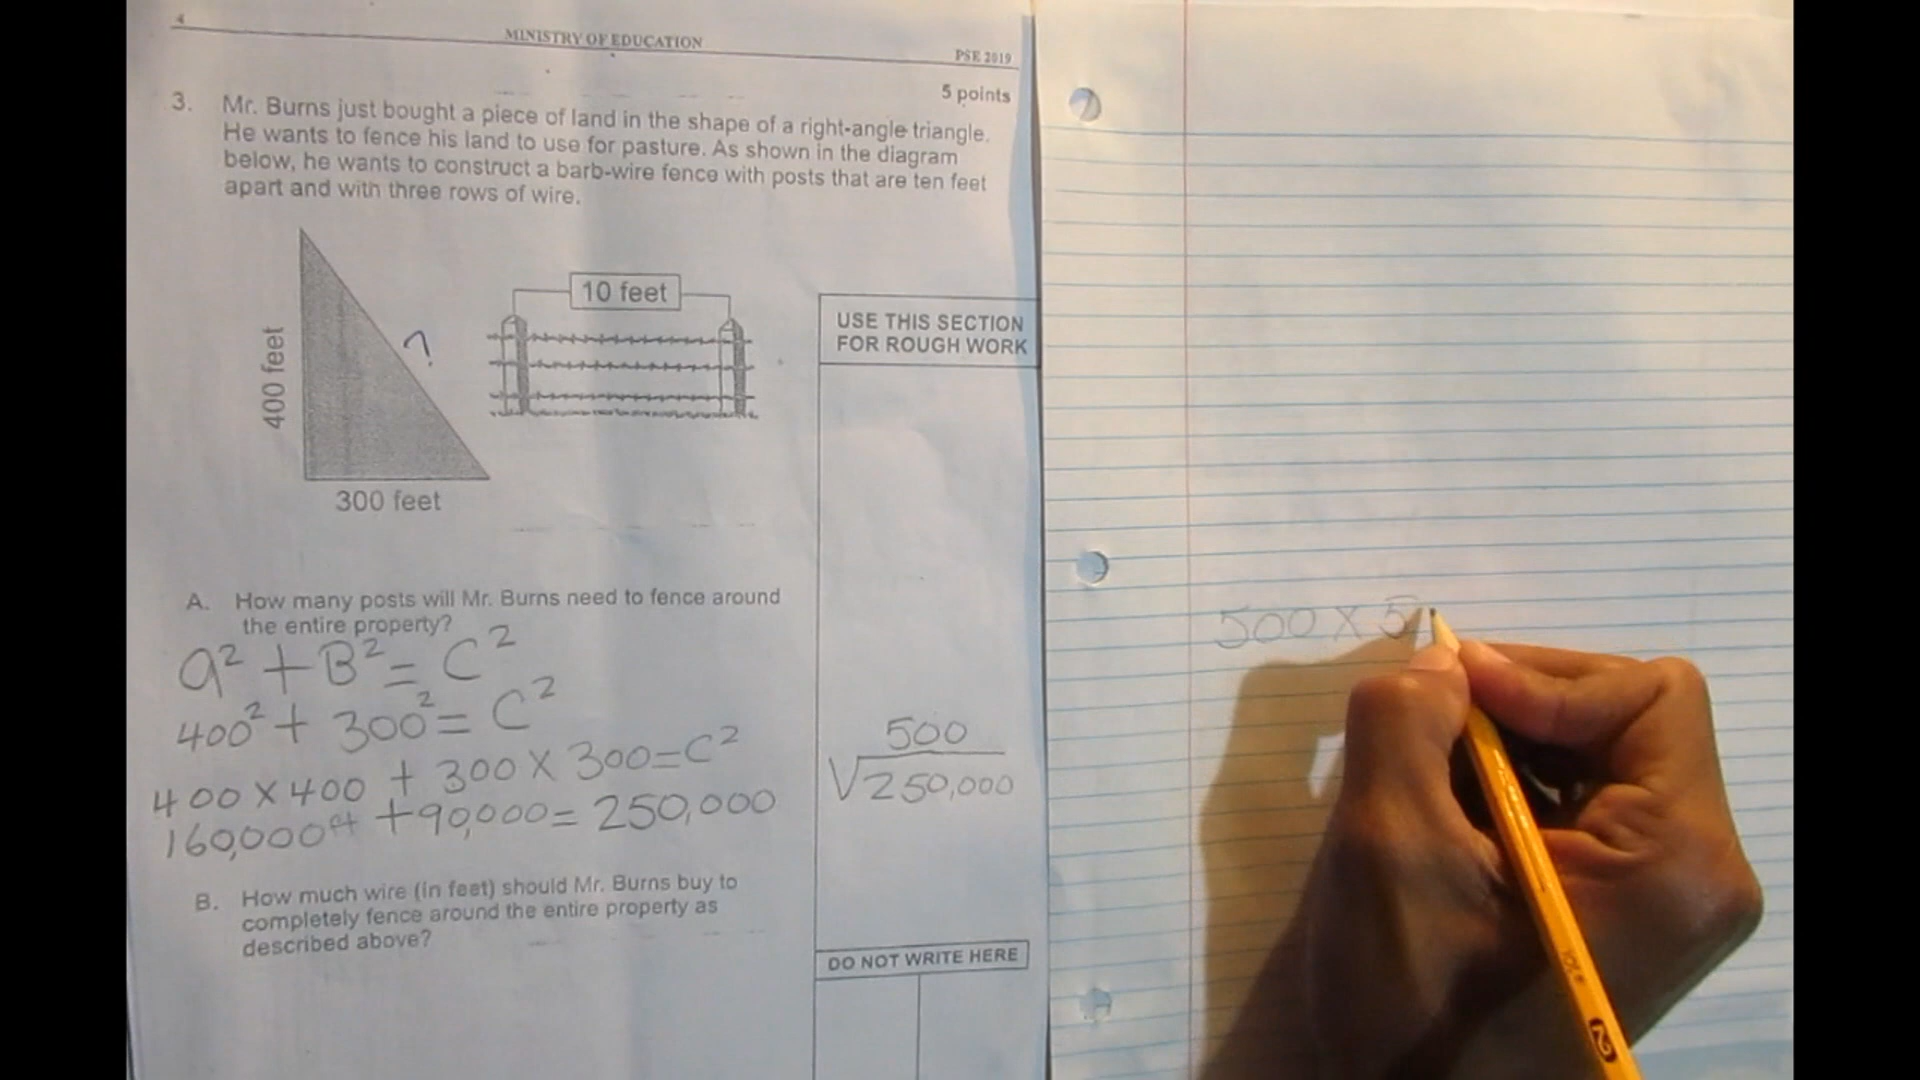 4
MINISTRY OF EDUCATION
PSE 2019
5 points
3. Mr. Burns just bought a piece of land in the shape of a right-angle triangle.
He wants to fence his land to use for pasture. As shown in the diagram
below, he wants to construct a barb-wire fence with posts that are ten feet
apart and with three rows of wire.
400 feet
?
300 feet
10 feet
USE THIS SECTION
FOR ROUGH WORK
A. How many posts will Mr. Burns need to fence around
the entire property?
a² + B² = C²
400² + 300² = C²
400 X 400 + 300 X 300 = C²
160,000 + 90,000 = 250,000
500
√250,000
B. How much wire (in feet) should Mr. Burns buy to
completely fence around the entire property as
described above?
DO NOT WRITE HERE
500 X 5
2